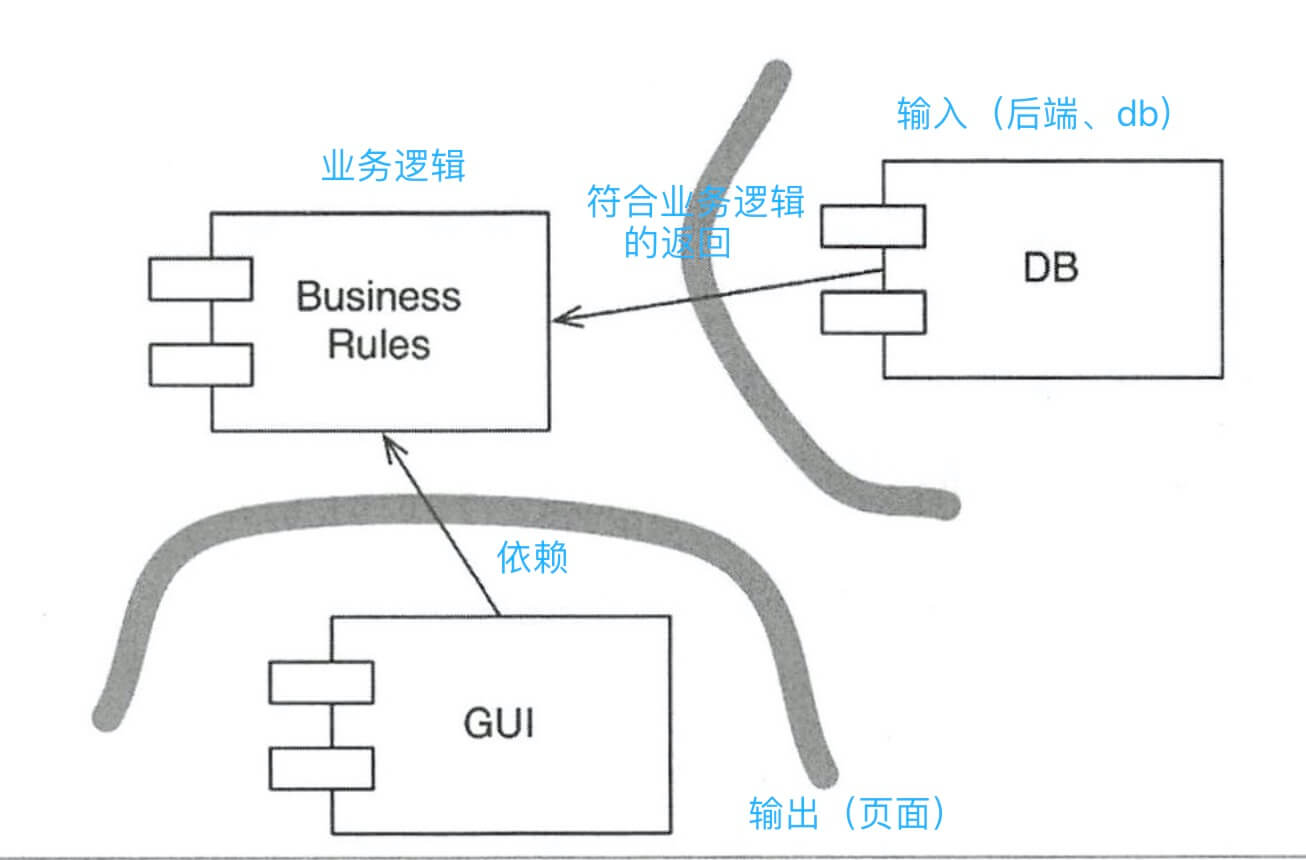 输入（后端、db）
业务逻辑
符合业务逻辑
的返回
Business
Rules
DB
依赖
GUI
输出（页面）